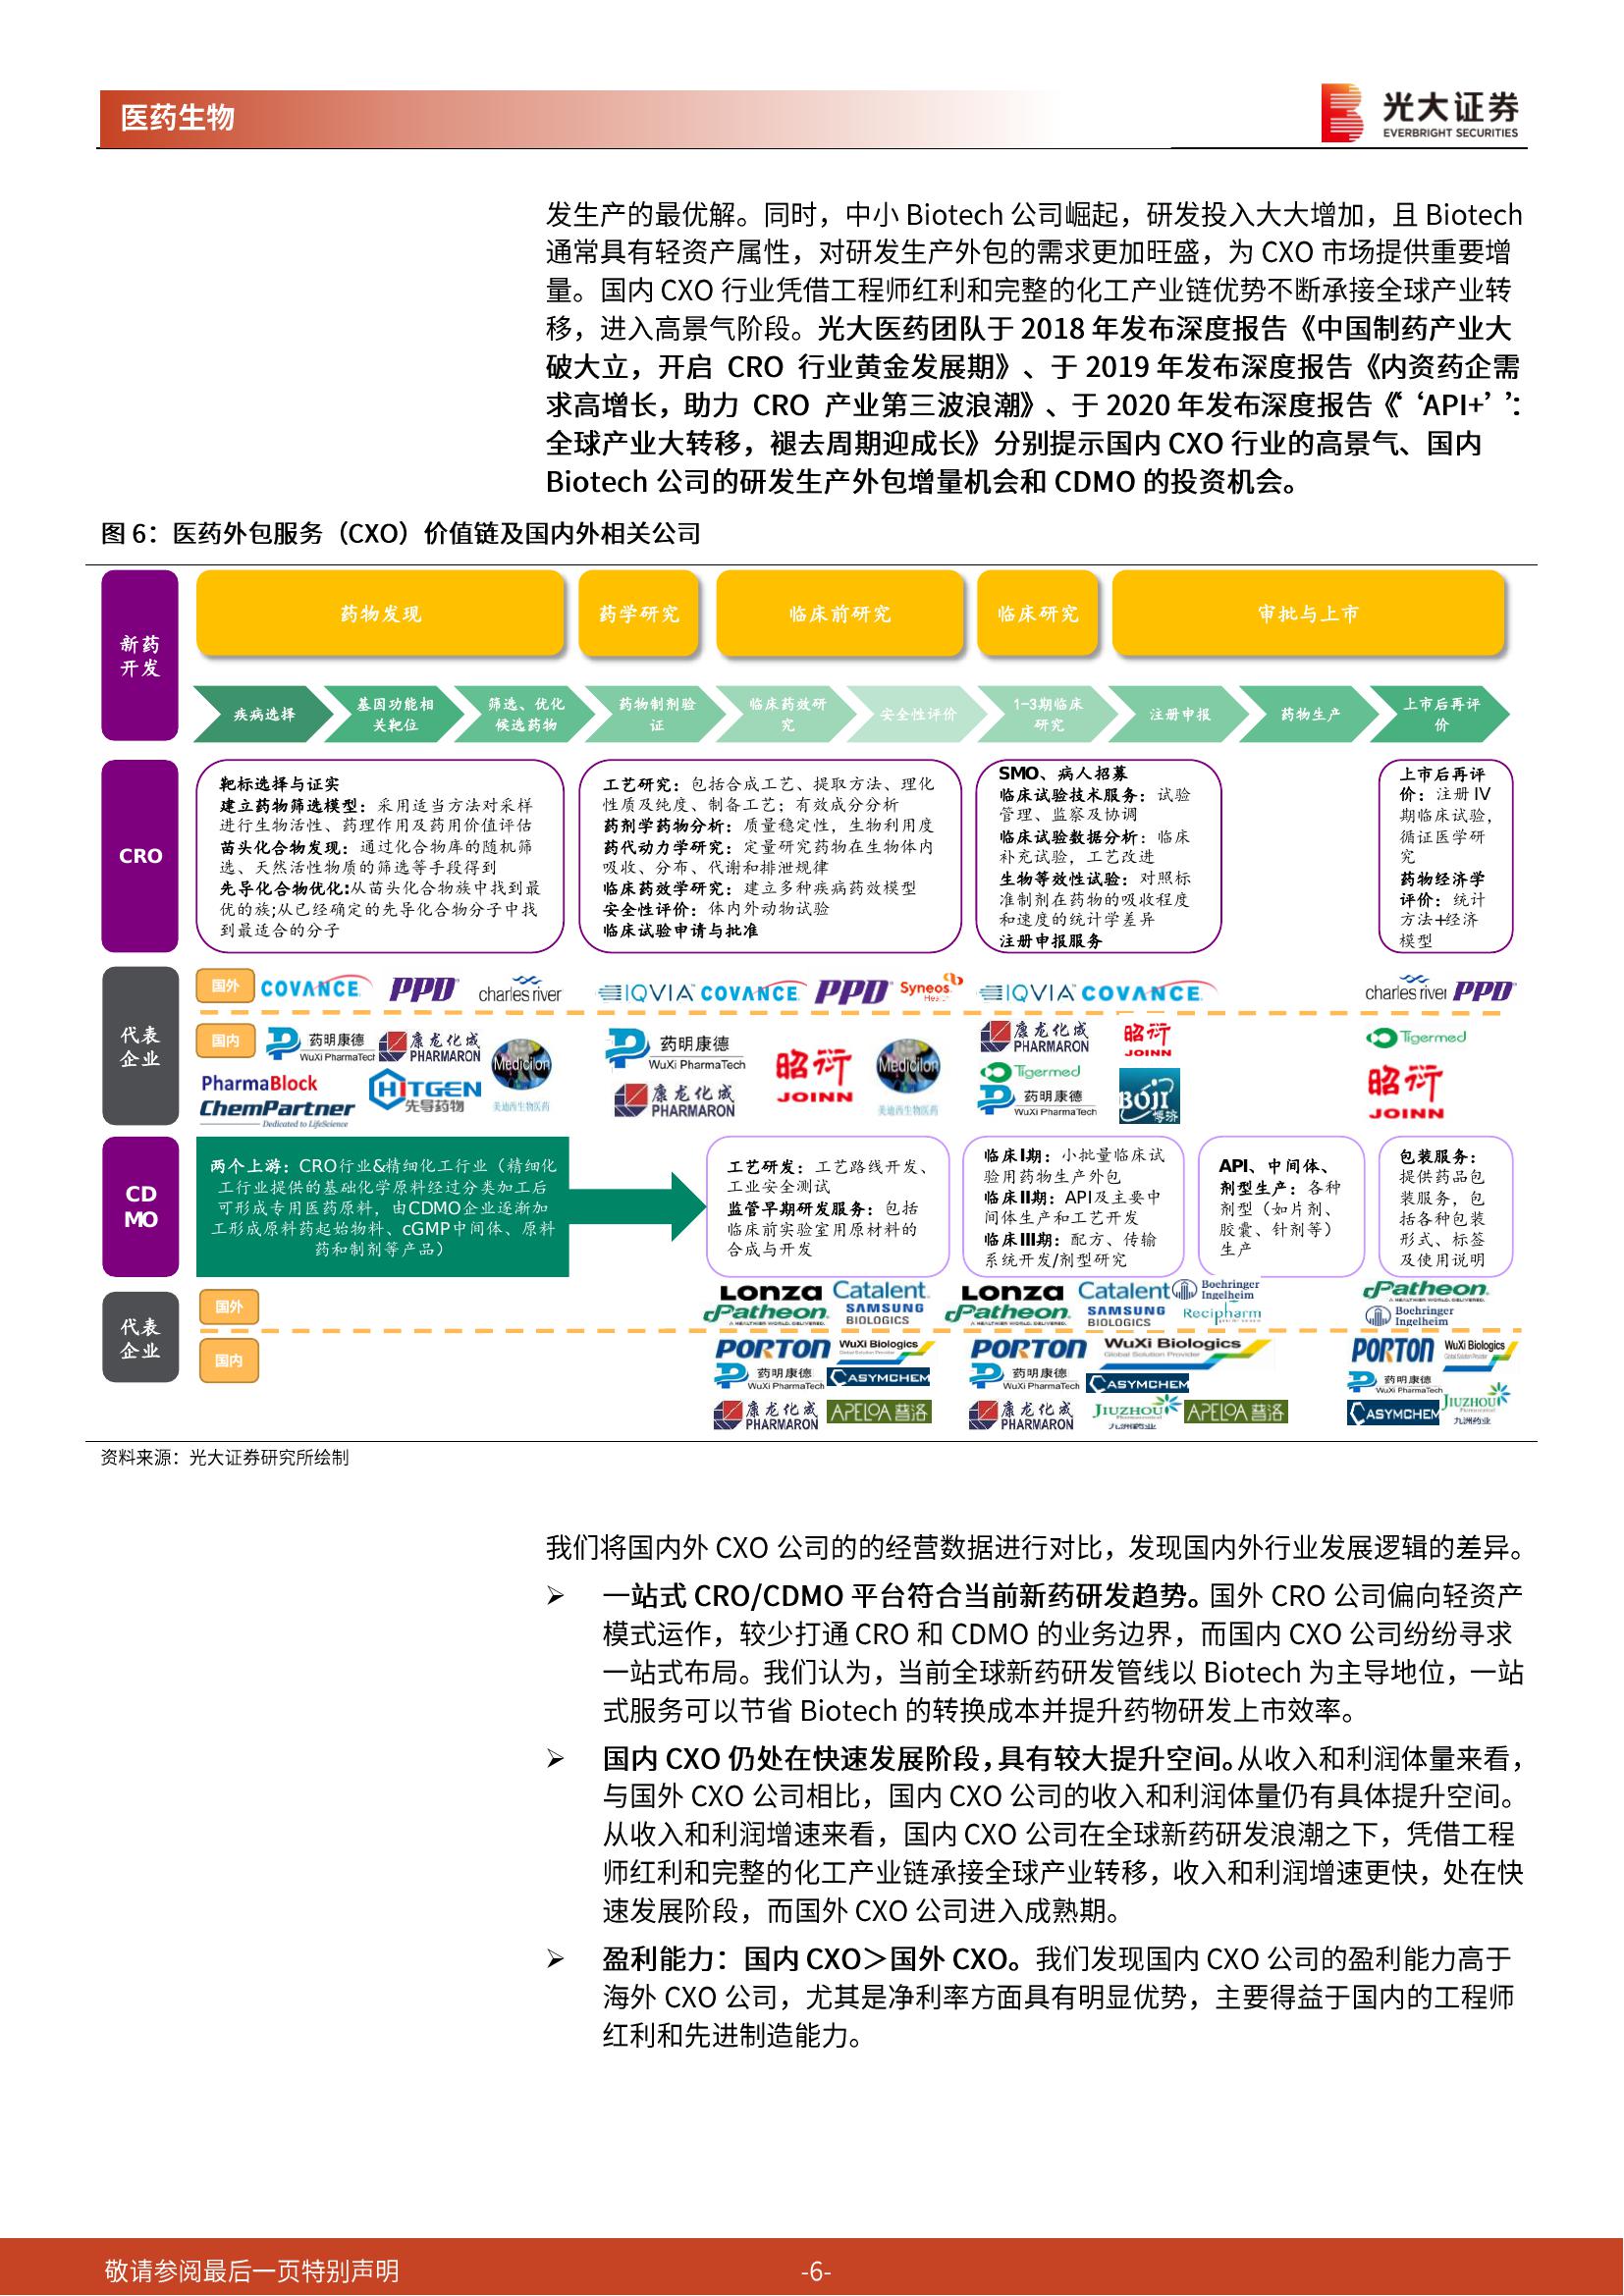 医药生物
光大证券
EVERBRIGHT SECURITIES
发生产的最优解。同时，中小 Biotech 公司崛起，研发投入大大增加，且 Biotech
通常具有轻资产属性，对研发生产外包的需求更加旺盛，为 CXO 市场提供重要增
量。国内 CXO 行业凭借工程师红利和完整的化工产业链优势不断承接全球产业转
移，进入高景气阶段。光大医药团队于 2018 年发布深度报告《中国制药产业大
破大立，开启 CRO 行业黄金发展期》、于 2019 年发布深度报告《内资药企需
求高增长，助力 CRO 产业第三波浪潮》、于 2020 年发布深度报告《‘‘API+’’：
全球产业大转移，褪去周期迎成长》分别提示国内 CXO 行业的高景气、国内
Biotech 公司的研发生产外包增量机会和 CDMO 的投资机会。
图 6：医药外包服务（CXO）价值链及国内外相关公司
新药
开发
药物发现
药学研究
临床前研究
临床研究
审批与上市
疾病选择
基因功能相
关靶位
筛选、优化
候选药物
药物制剂验
证
临床药效研
究
安全性评价
1-3期临床
研究
注册申报
药物生产
上市后再评
价
CRO
靶标选择与证实
建立药物筛选模型：采用适当方法对采样
进行生物活性、药理作用及药用价值评估
苗头化合物发现：通过化合物库的随机筛
选、天然活性物质的筛选等手段得到
先导化合物优化:从苗头化合物族中找到最
优的族;从已经确定的先导化合物分子中找
到最适合的分子
工艺研究：包括合成工艺、提取方法、理化
性质及纯度、制备工艺；有效成分分析
药剂学药物分析：质量稳定性，生物利用度
药代动力学研究：定量研究药物在生物体内
吸收、分布、代谢和排泄规律
临床药效学研究：建立多种疾病药效模型
安全性评价：体内外动物试验
临床试验申请与批准
SMO、病人招募
临床试验技术服务：试验
管理、监察及协调
临床试验数据分析：临床
补充试验，工艺改进
生物等效性试验：对照标
准制剂在药物的吸收程度
和速度的统计学差异
注册申报服务
上市后再评
价：注册 IV
期临床试验，
循证医学研
究
药物经济学
评价：统计
方法+经济
模型
代表
企业
国外
COVANCE
PPD
charles river
IQVIA
COVANCE
PPD
Syneos
Health
IQVIA
COVANCE
charles river
PPD
国内
药明康德
WuXi PharmaTech
康龙化成
PHARMARON
Medicilon
美迪西生物医药
PharmaBlock
HITGEN
先导药物
ChemPartner
Dedicated to LifeScience
药明康德
WuXi PharmaTech
康龙化成
PHARMARON
昭衍
JOINN
Medicilon
美迪西生物医药
康龙化成
PHARMARON
Tigermed
药明康德
WuXi PharmaTech
昭衍
JOINN
BOJI
博济
Tigermed
昭衍
JOINN
CD
MO
两个上游：CRO行业&精细化工行业（精细化
工行业提供的基础化学原料经过分类加工后
可形成专用医药原料，由CDMO企业逐渐加
工形成原料药起始物料、cGMP中间体、原料
药和制剂等产品）
工艺研发：工艺路线开发、
工业安全测试
监管早期研发服务：包括
临床前实验室用原材料的
合成与开发
临床I期：小批量临床试
验用药物生产外包
临床II期：API及主要中
间体生产和工艺开发
临床III期：配方、传输
系统开发/剂型研究
API、中间体、
剂型生产：各种
剂型（如片剂、
胶囊、针剂等）
生产
包装服务：
提供药品包
装服务，包
括各种包装
形式、标签
及使用说明
代表
企业
国外
Lonza
Catalent
Patheon
A HEALTHIER WORLD. DELIVERED.
SAMSUNG
BIOLOGICS
Lonza
Catalent
Boehringer
Ingelheim
Patheon
A HEALTHIER WORLD. DELIVERED.
SAMSUNG
BIOLOGICS
Recipharm
Patheon
A HEALTHIER WORLD. DELIVERED.
Boehringer
Ingelheim
国内
PORTON
WuXi Biologics
Global Solution Provider
药明康德
WuXi PharmaTech
ASYMCHEM
康龙化成
PHARMARON
APELOA 普洛
PORTON
WuXi Biologics
Global Solution Provider
药明康德
WuXi PharmaTech
ASYMCHEM
康龙化成
PHARMARON
JIUZHOU
九洲药业
APELOA 普洛
PORTON
WuXi Biologics
Global Solution Provider
药明康德
WuXi PharmaTech
ASYMCHEM
JIUZHOU
九洲药业
资料来源：光大证券研究所绘制
我们将国内外 CXO 公司的的经营数据进行对比，发现国内外行业发展逻辑的差异。
➢ 一站式 CRO/CDMO 平台符合当前新药研发趋势。国外 CRO 公司偏向轻资产
模式运作，较少打通 CRO 和 CDMO 的业务边界，而国内 CXO 公司纷纷寻求
一站式布局。我们认为，当前全球新药研发管线以 Biotech 为主导地位，一站
式服务可以节省 Biotech 的转换成本并提升药物研发上市效率。
➢ 国内 CXO 仍处在快速发展阶段，具有较大提升空间。从收入和利润体量来看，
与国外 CXO 公司相比，国内 CXO 公司的收入和利润体量仍有具体提升空间。
从收入和利润增速来看，国内 CXO 公司在全球新药研发浪潮之下，凭借工程
师红利和完整的化工产业链承接全球产业转移，收入和利润增速更快，处在快
速发展阶段，而国外 CXO 公司进入成熟期。
➢ 盈利能力：国内 CXO＞国外 CXO。我们发现国内 CXO 公司的盈利能力高于
海外 CXO 公司，尤其是净利率方面具有明显优势，主要得益于国内的工程师
红利和先进制造能力。
敬请参阅最后一页特别声明
-6-